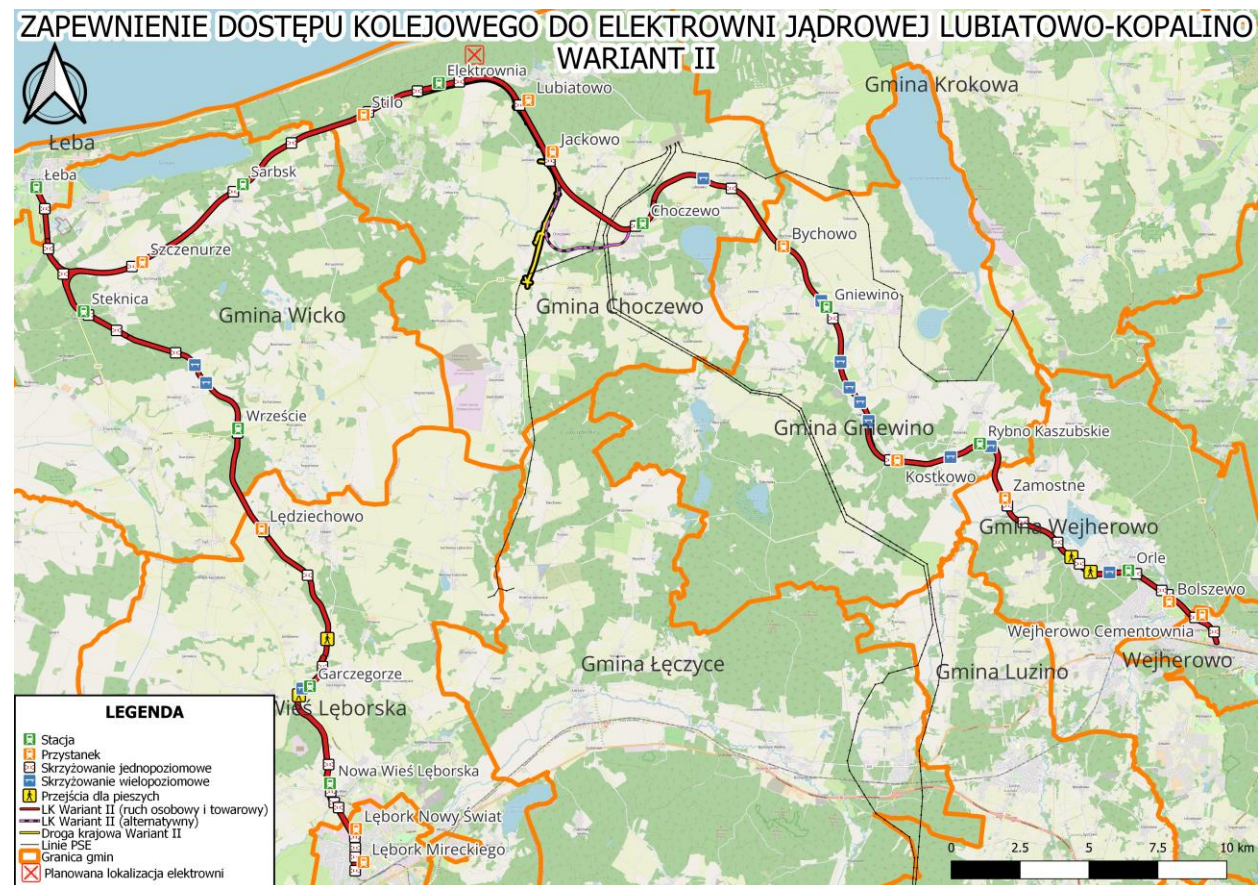 ZAPEWNIENIE DOSTĘPU KOLEJOWEGO DO ELEKTROWNI JĄDROWEJ LUBIATOWO-KOPALINO
WARIANT II
Elektrownia
Lubiatowo
Gmina Krokowa
Stilo
Łeba
Jackowo
Łeba
Sarbsk
Choczewo
Szczenurze
Bychowo
Steknica
Gmina Wicko
Gmina Choczewo
Gniewino
Wrzeście
Gmina Gniewino
Rybno Kaszubskie
Kostkowo
Zamostne
Lędziechowo
Gmina Wejherowo
Orle
Bolszewo
Wejherowo Cementownia
Gmina Łęczyce
Gmina Luzino
Wejherowo
Garczegorze
Wieś Lęborska
Nowa Wieś Lęborska
Lębork Nowy Świat
Lębork Mireckiego
LEGENDA
Stacja
Przystanek
Skrzyżowanie jednopoziomowe
Skrzyżowanie wielopoziomowe
Przejścia dla pieszych
LK Wariant II (ruch osobowy i towarowy)
LK Wariant II (alternatywny)
Droga krajowa Wariant II
Linie PSE
Granica gmin
Planowana lokalizacja elektrowni
0 2.5 5 7.5 10 km